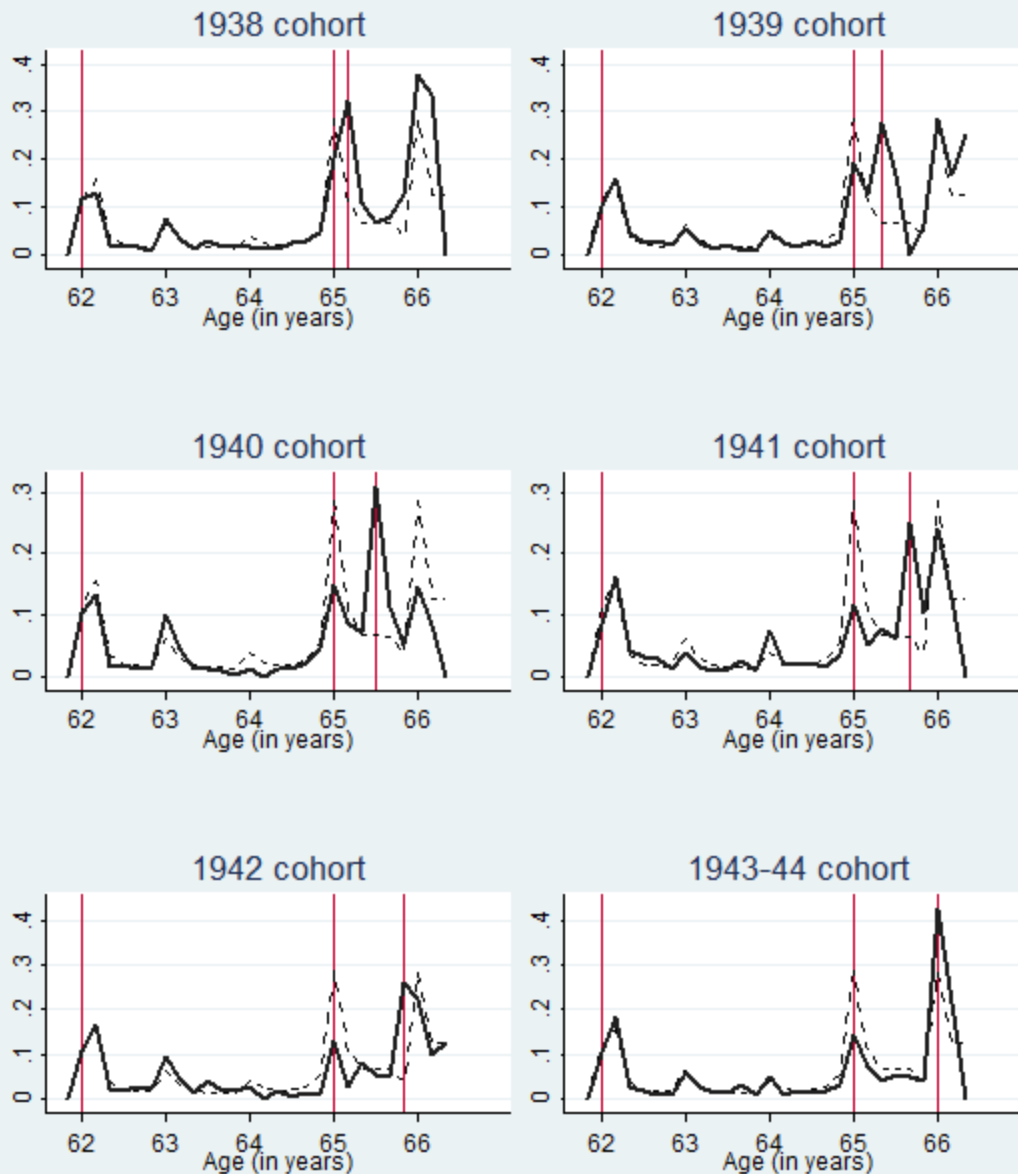 1938 cohort
.4
.3
.2
.1
0
62 63 64 65 66
Age (in years)
1939 cohort
.4
.3
.2
.1
0
62 63 64 65 66
Age (in years)
1940 cohort
.3
.2
.1
0
62 63 64 65 66
Age (in years)
1941 cohort
.3
.2
.1
0
62 63 64 65 66
Age (in years)
1942 cohort
.4
.3
.2
.1
0
62 63 64 65 66
Age (in years)
1943-44 cohort
.4
.3
.2
.1
0
62 63 64 65 66
Age (in years)